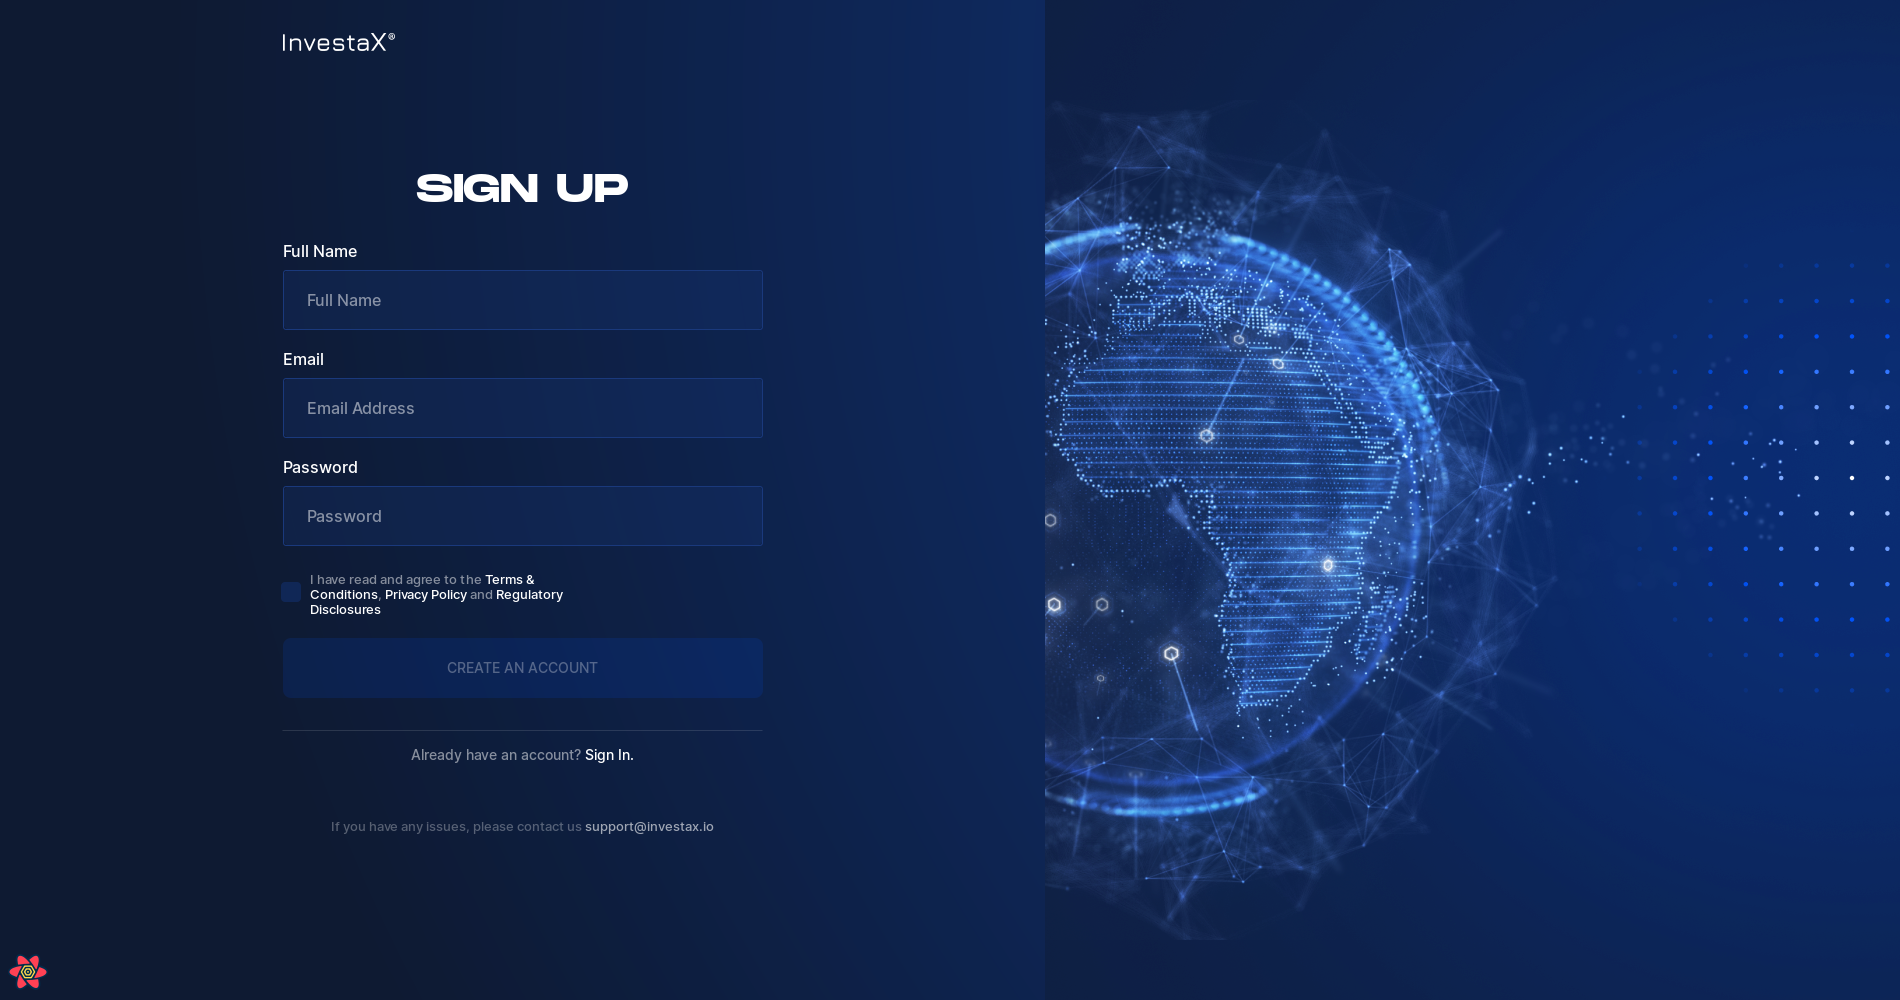 InvestaX®
SIGN UP
Full Name
Full Name
Email
Email Address
Password
Password
I have read and agree to the Terms &
Conditions, Privacy Policy and Regulatory
Disclosures
CREATE AN ACCOUNT
Already have an account? Sign In.
If you have any issues, please contact us support@investax.io